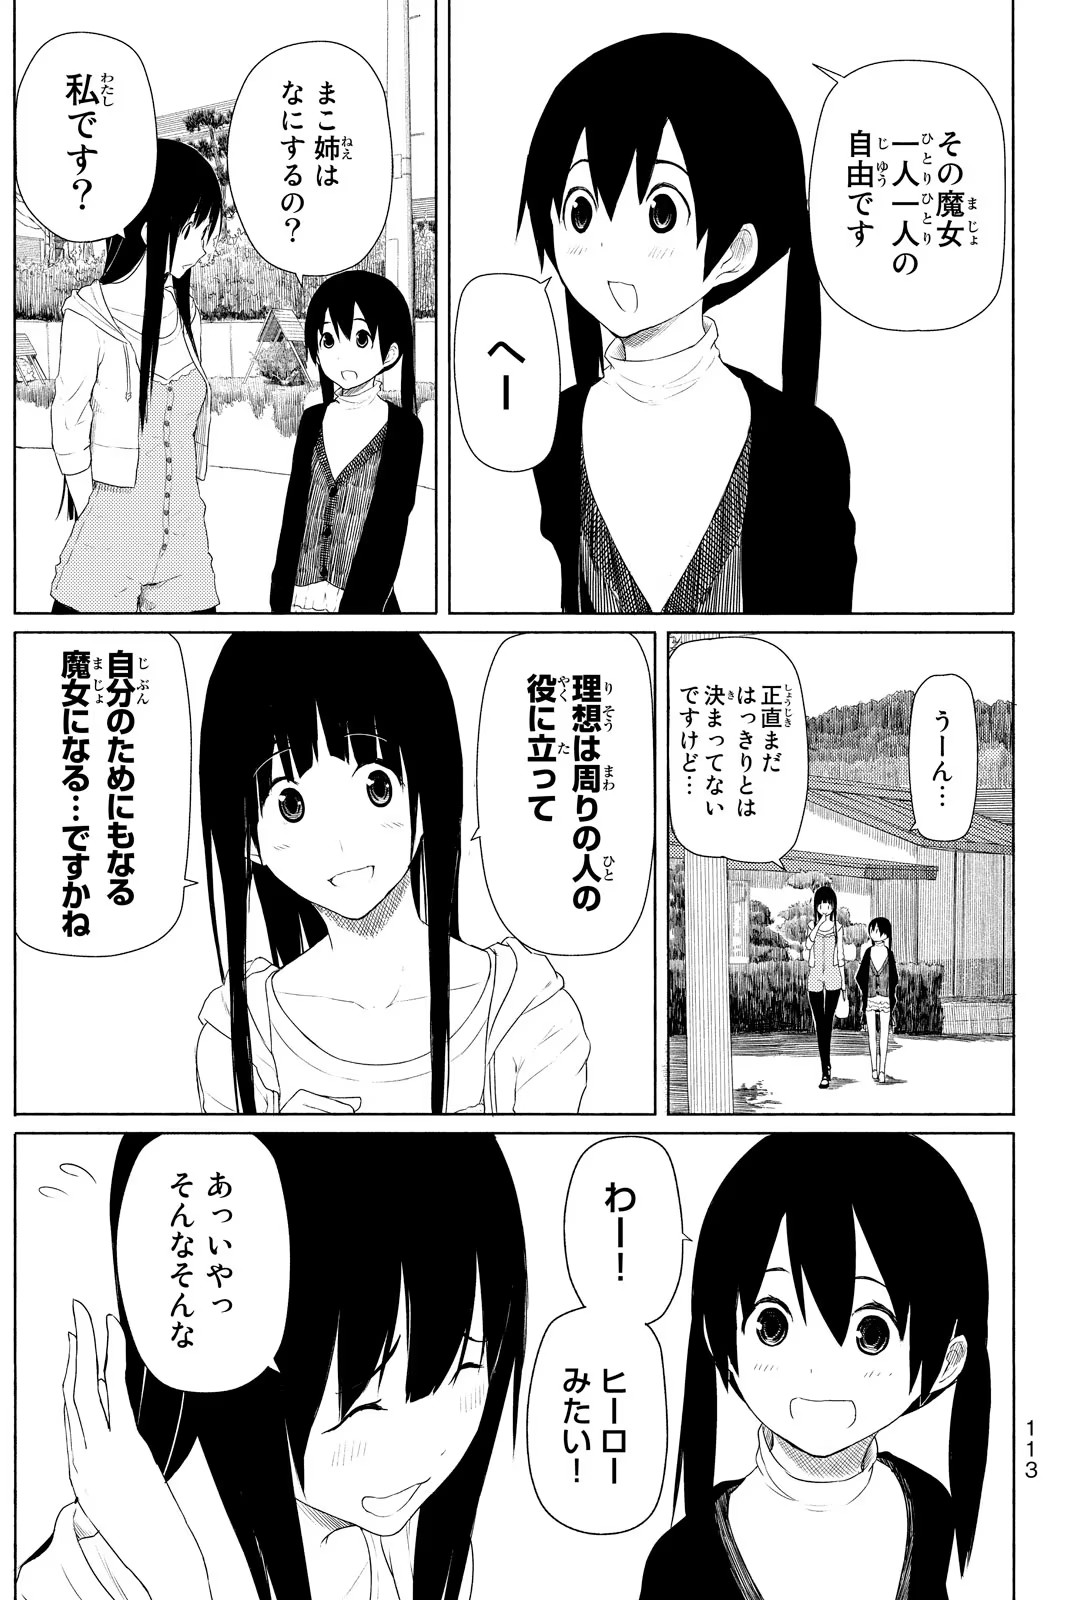 その魔女
一人一人の
自由です
へー
まこ姉は
なにするの？
私です？
うーん…
正直まだ
はっきりとは
決まってない
ですけど…
理想は周りの人の
役に立って
自分のためにもなる
魔女になる…ですかね
わー！
ヒーロー
みたい！
あっいやっ
そんなそんな
113